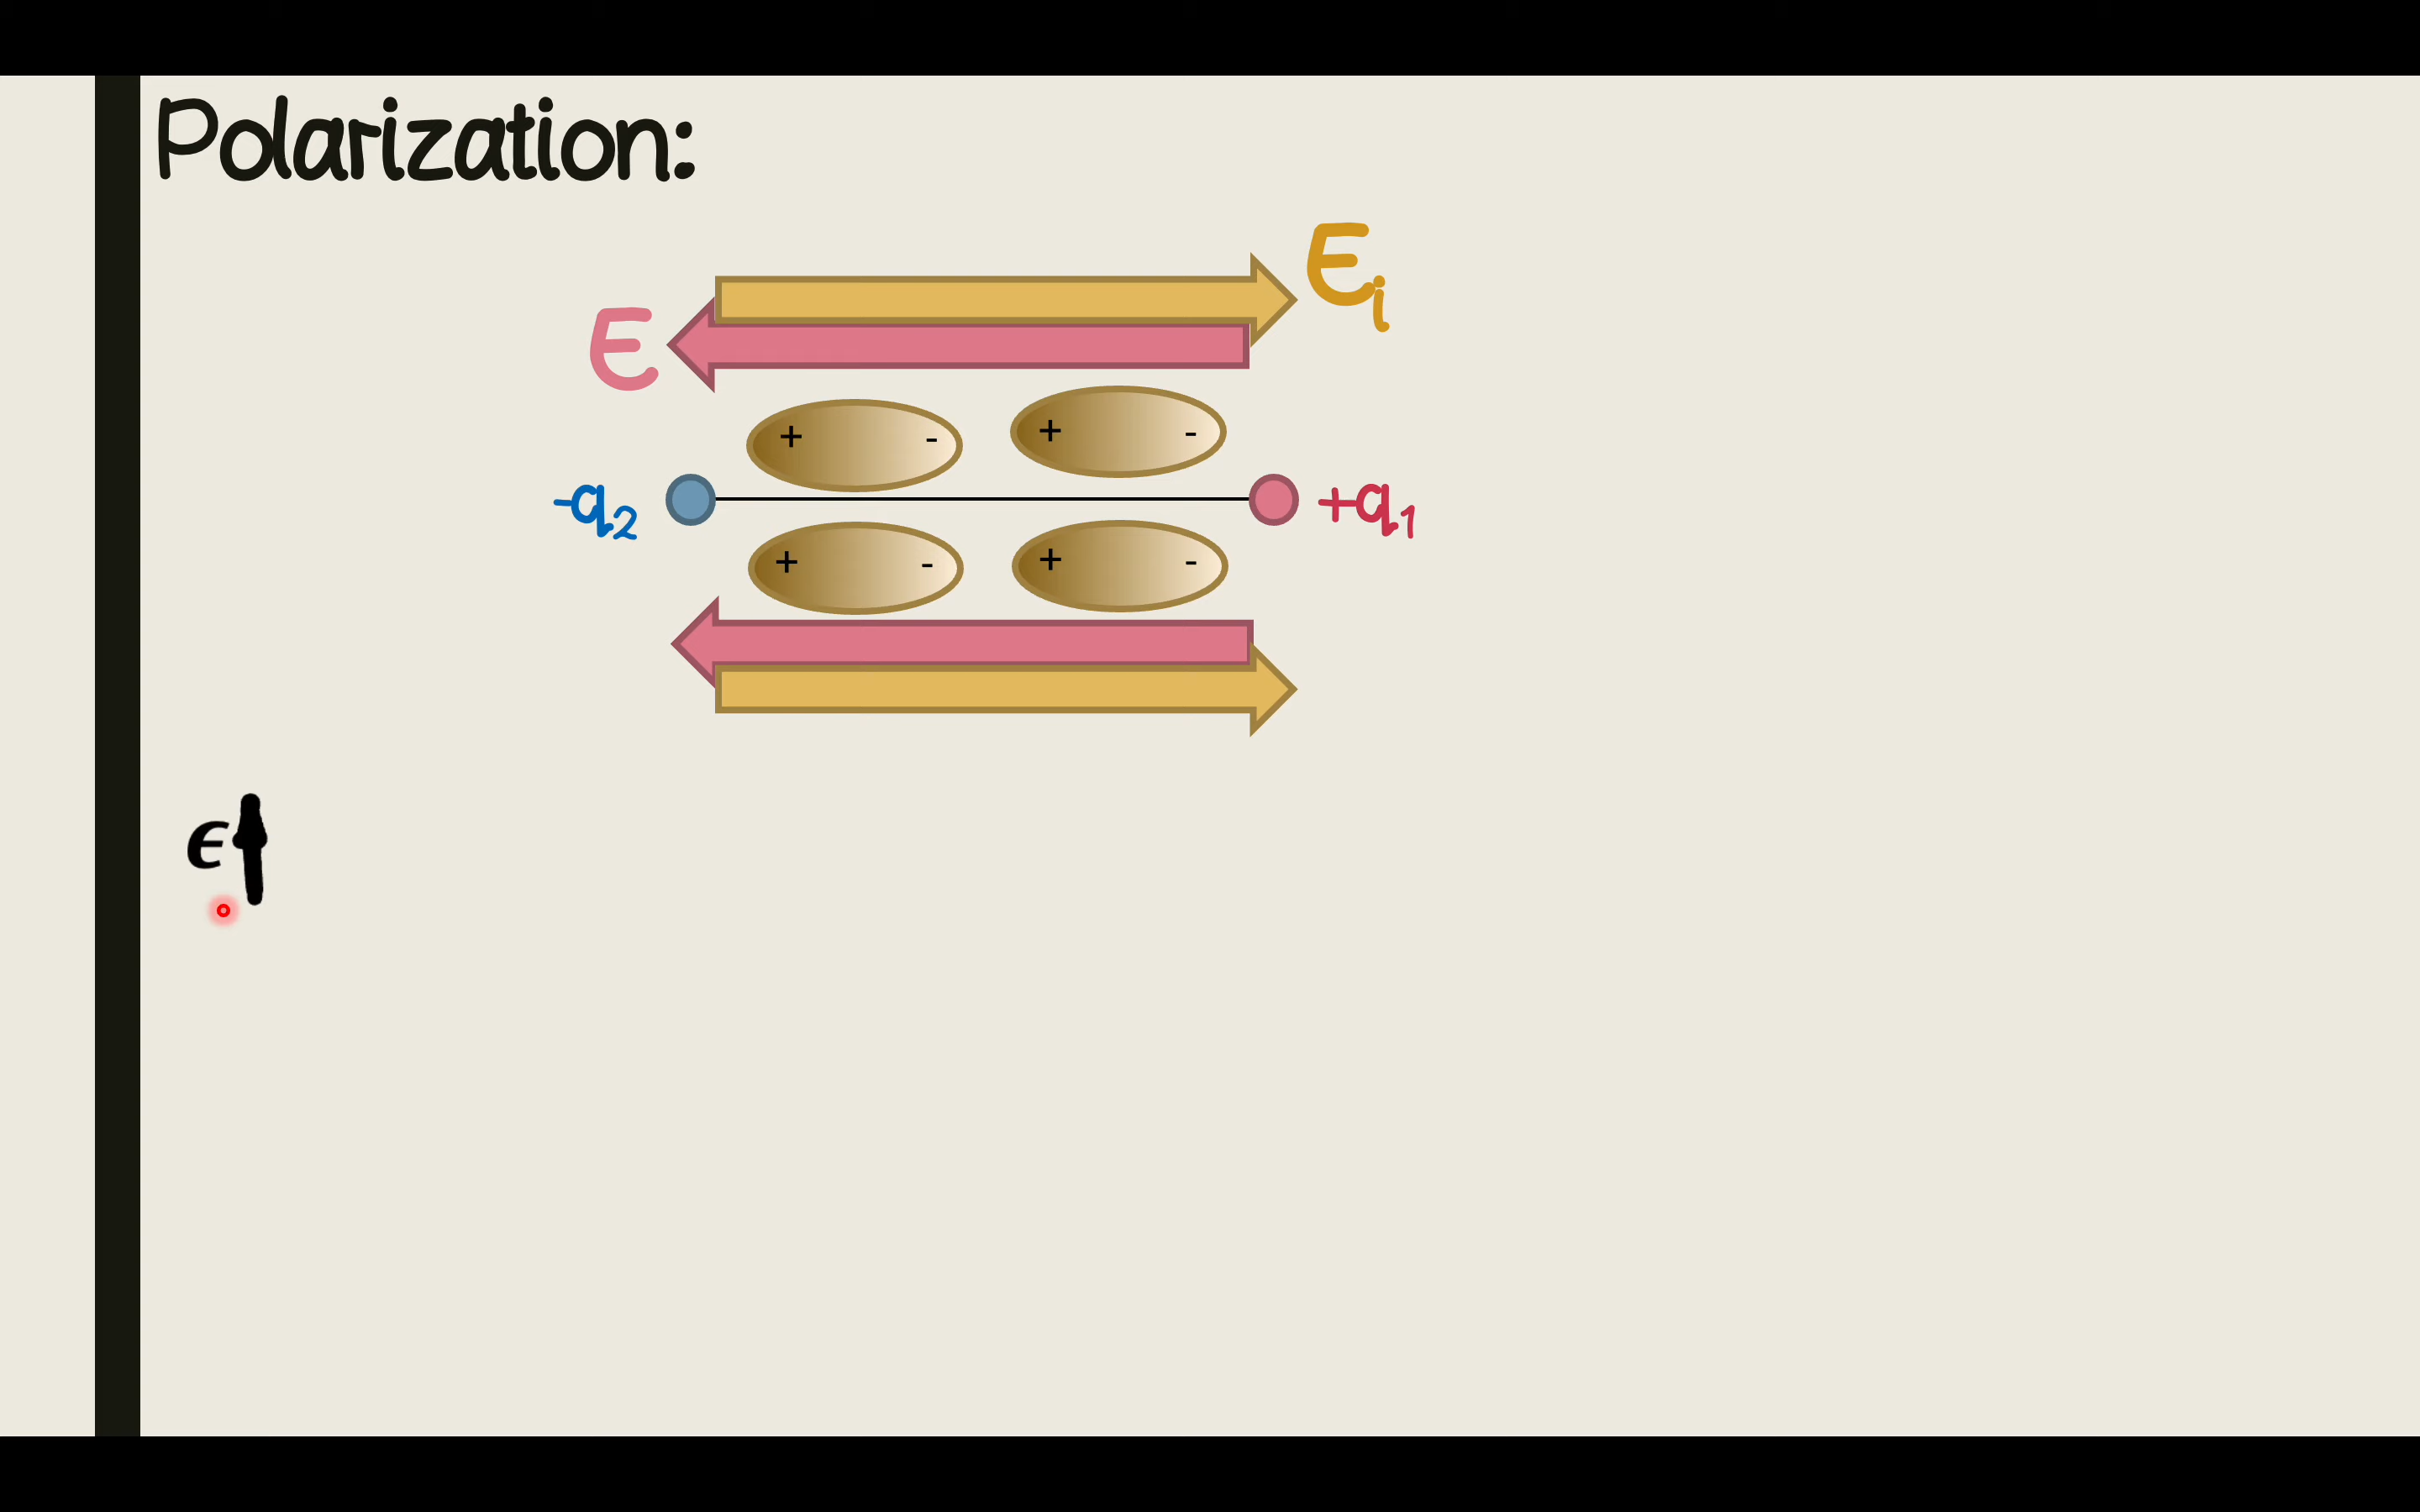 Polarization:
Ei
E
+ - + -
-q2 +q1
+ - + -
ϵ